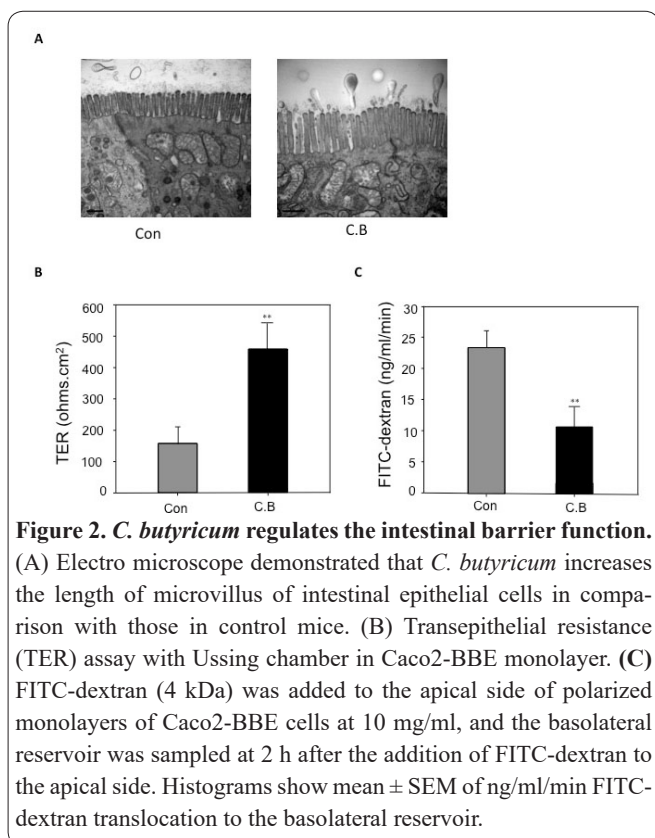 A
Con
C.B
B
C
600
500
400
300
200
100
0
TER (ohms.cm²)
**
Con
C.B
30
25
20
15
10
5
0
FITC-dextran (ng/ml/min)
**
Con
C.B
Figure 2. C. butyricum regulates the intestinal barrier function.
(A) Electro microscope demonstrated that C. butyricum increases
the length of microvillus of intestinal epithelial cells in compa-
rison with those in control mice. (B) Transepithelial resistance
(TER) assay with Ussing chamber in Caco2-BBE monolayer. (C)
FITC-dextran (4 kDa) was added to the apical side of polarized
monolayers of Caco2-BBE cells at 10 mg/ml, and the basolateral
reservoir was sampled at 2 h after the addition of FITC-dextran to
the apical side. Histograms show mean ± SEM of ng/ml/min FITC-
dextran translocation to the basolateral reservoir.